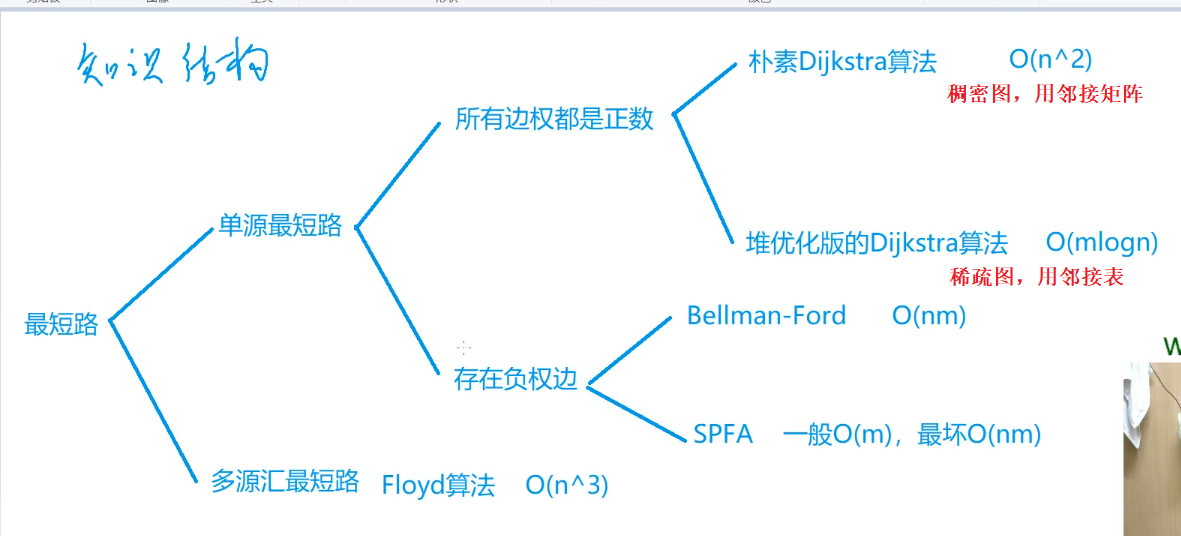 知识结构
朴素Dijkstra算法 O(n^2)
稠密图，用邻接矩阵
所有边权都是正数
单源最短路
堆优化版的Dijkstra算法 O(mlogn)
稀疏图，用邻接表
最短路
Bellman-Ford O(nm)
存在负权边
SPFA 一般O(m)，最坏O(nm)
多源汇最短路 Floyd算法 O(n^3)